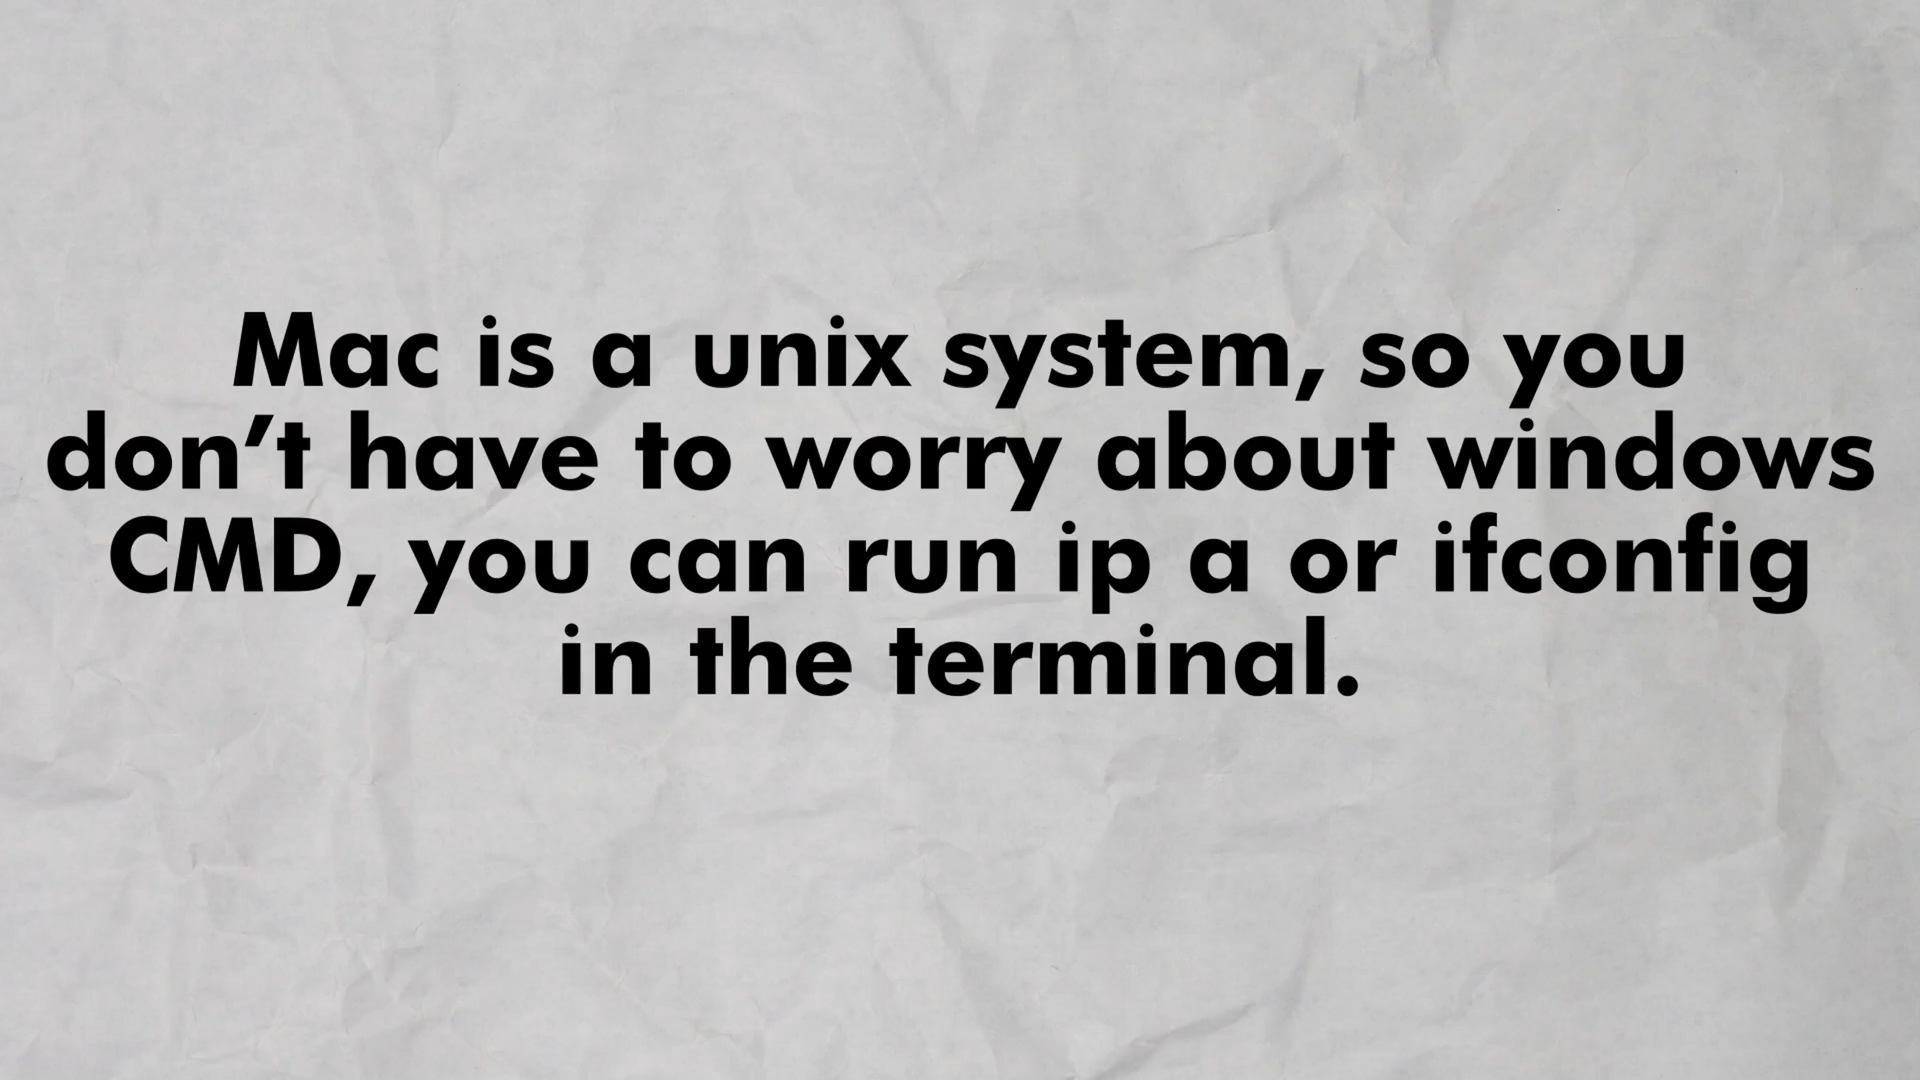 Mac is a unix system, so you
don’t have to worry about windows
CMD, you can run ip a or ifconfig
in the terminal.